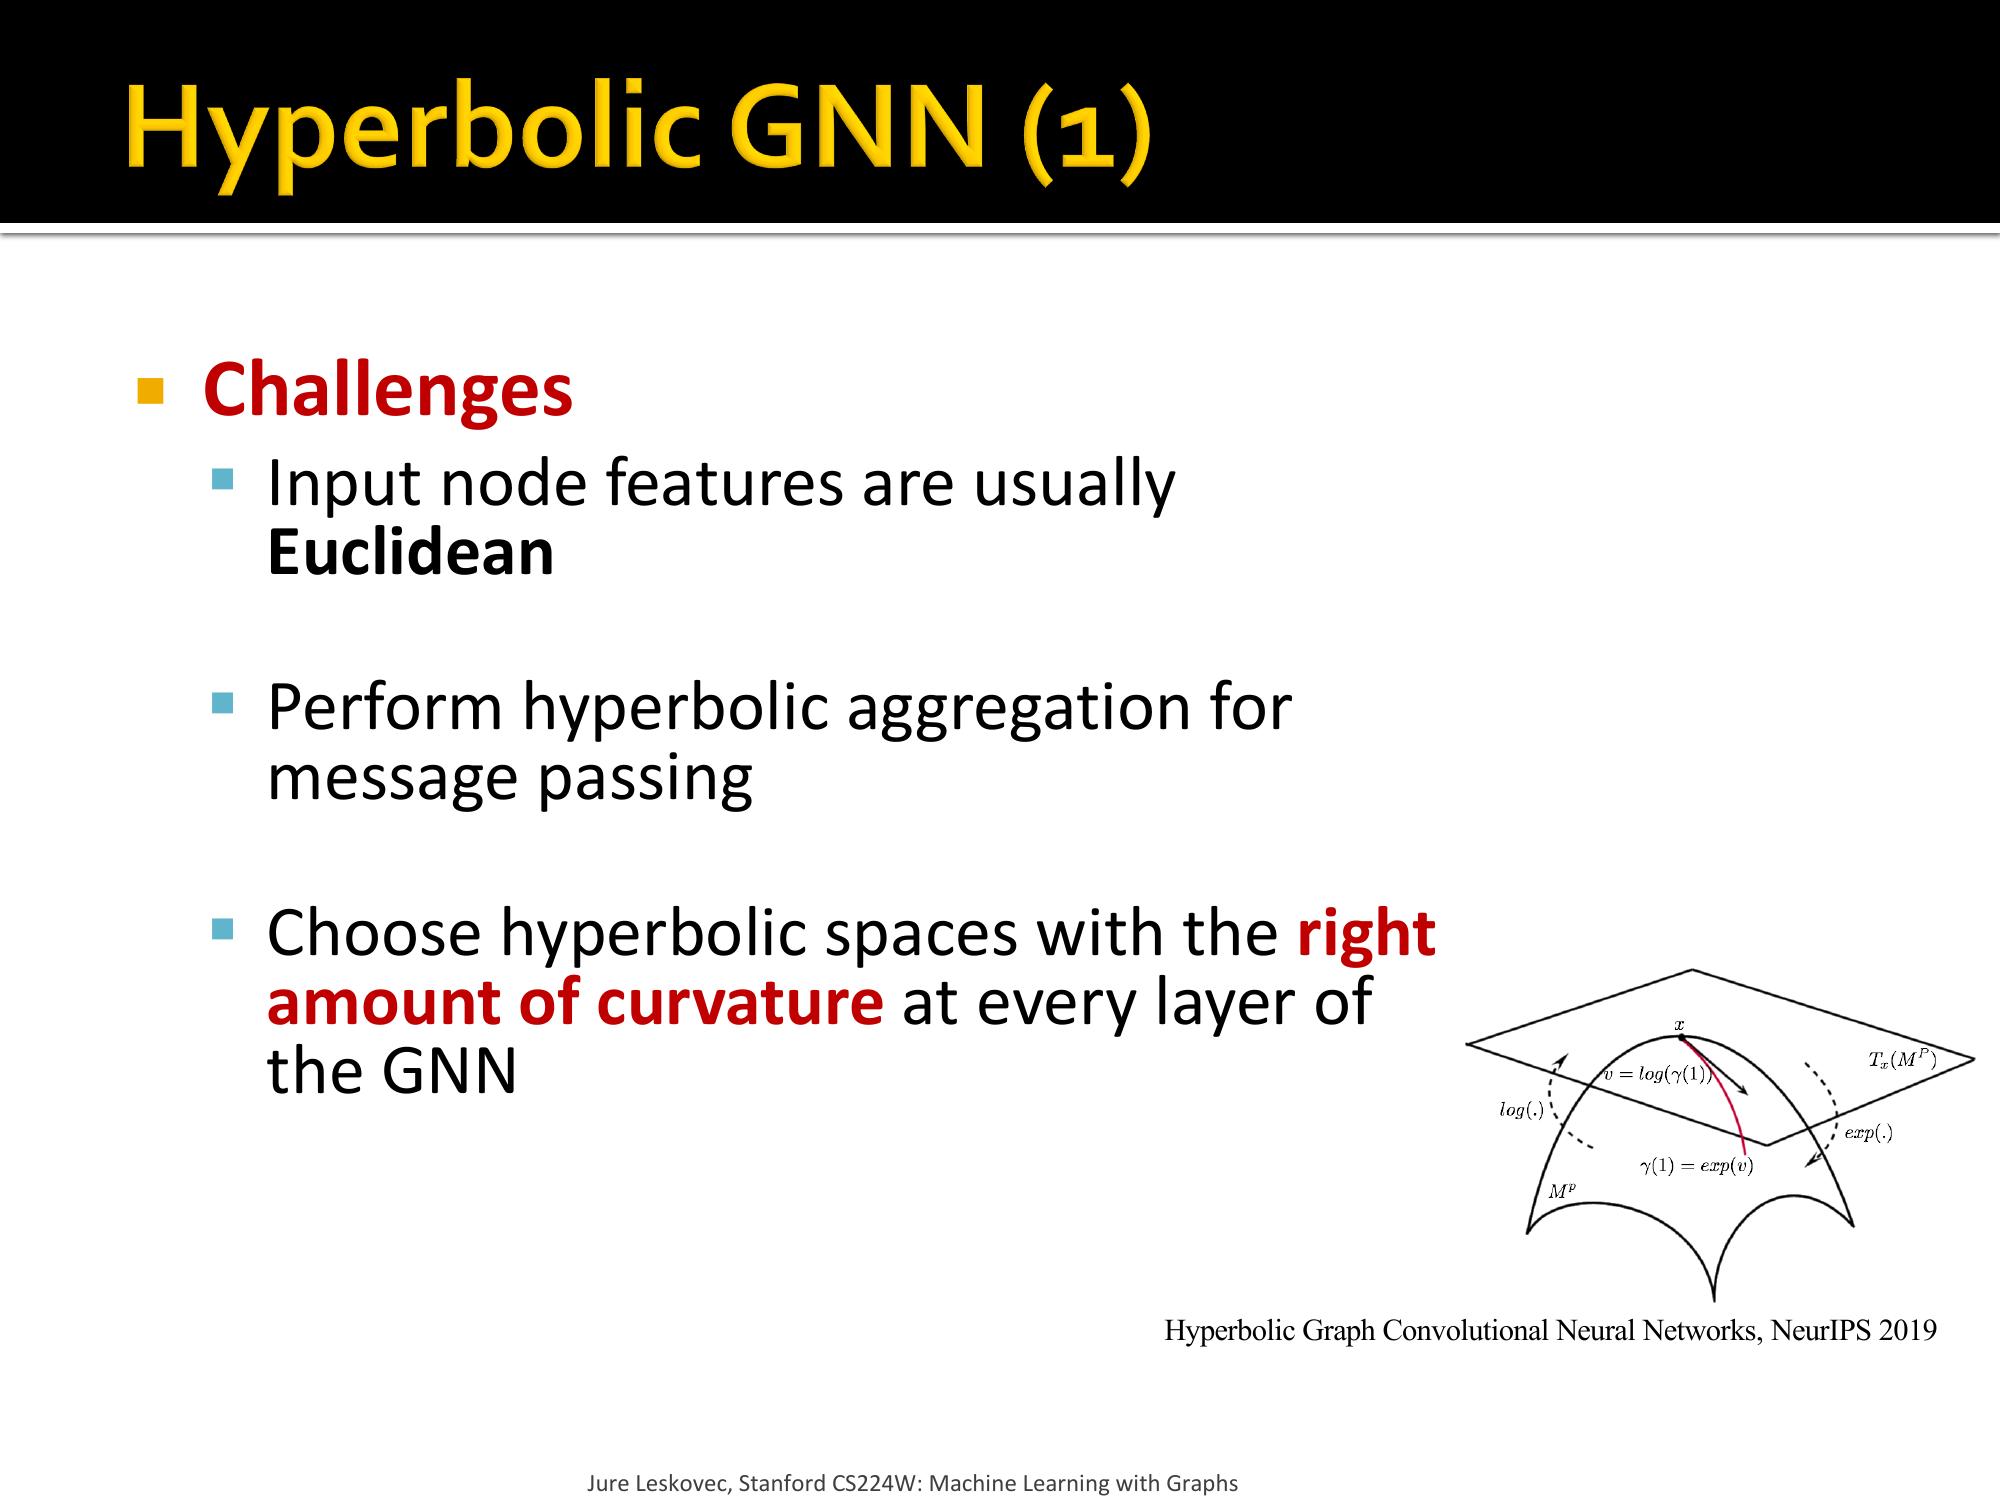 Hyperbolic GNN (1)
Challenges
Input node features are usually
Euclidean
Perform hyperbolic aggregation for
message passing
Choose hyperbolic spaces with the right
amount of curvature at every layer of
the GNN
x
T_x(M^P)
v = log(γ(1))
log(.)
exp(.)
γ(1) = exp(v)
M^p
Hyperbolic Graph Convolutional Neural Networks, NeurIPS 2019
Jure Leskovec, Stanford CS224W: Machine Learning with Graphs